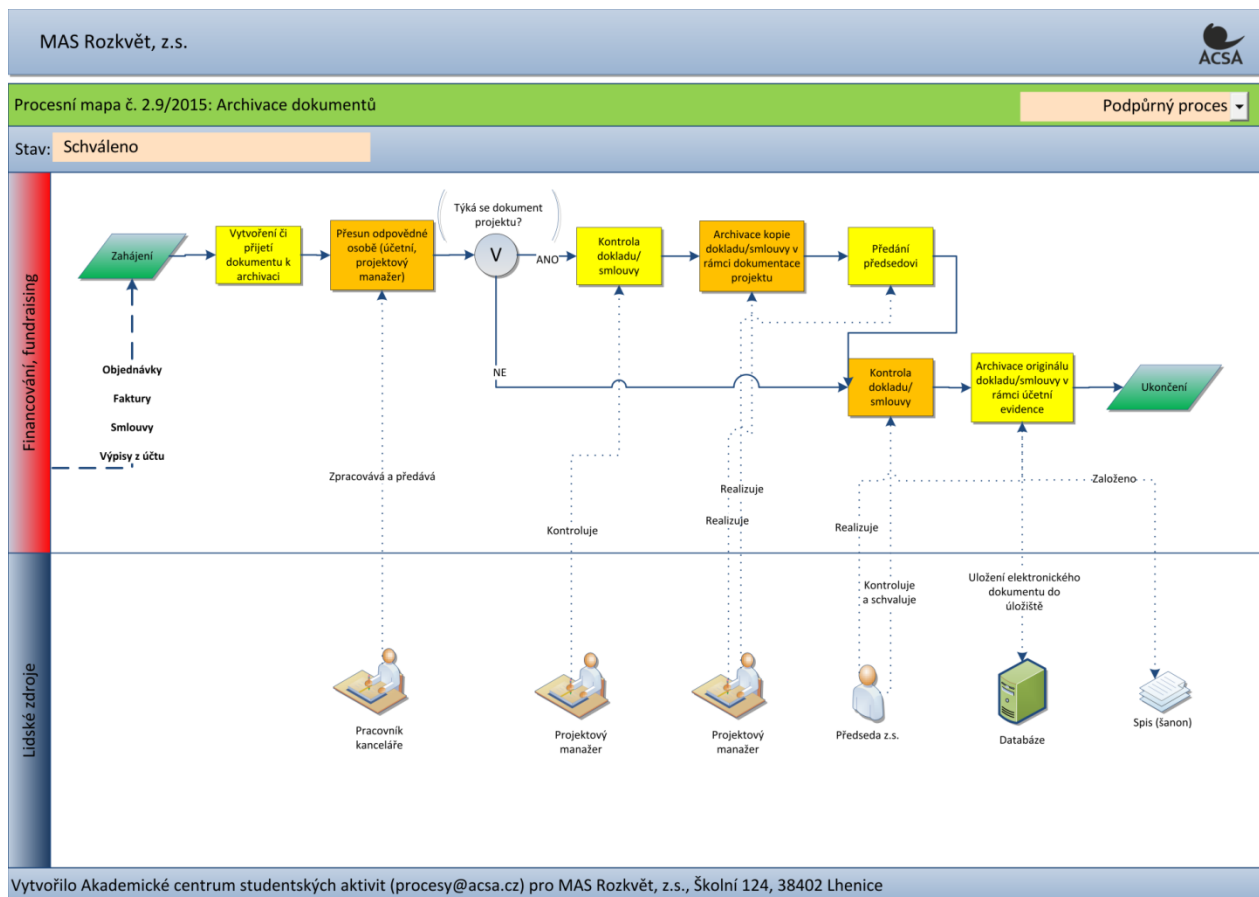 MAS Rozkvět, z.s.
ACSA
Procesní mapa č. 2.9/2015: Archivace dokumentů
Podpůrný proces
Stav:
Schváleno
Financování, fundraising
Týká se dokument
projektu?
Zahájení
Vytvoření či
přijetí
dokumentu k
archivaci
Přesun odpovědné
osobě (účetní,
projektový
manažer)
V
ANO
Kontrola
dokladu/
smlouvy
Archivace kopie
dokladu/smlouvy v
rámci dokumentace
projektu
Předání
předsedovi
NE
Kontrola
dokladu/
smlouvy
Archivace originálu
dokladu/smlouvy v
rámci účetní
evidence
Ukončení
Objednávky
Faktury
Smlouvy
Výpisy z účtu
Zpracovává a předává
Kontroluje
Realizuje
Realizuje
Realizuje
Založeno
Lidské zdroje
Kontroluje
a schvaluje
Uložení elektronického
dokumentu do
úložiště
Pracovník
kanceláře
Projektový
manažer
Projektový
manažer
Předseda z.s.
Databáze
Spis (šanon)
Vytvořilo Akademické centrum studentských aktivit (procesy@acsa.cz) pro MAS Rozkvět, z.s., Školní 124, 38402 Lhenice